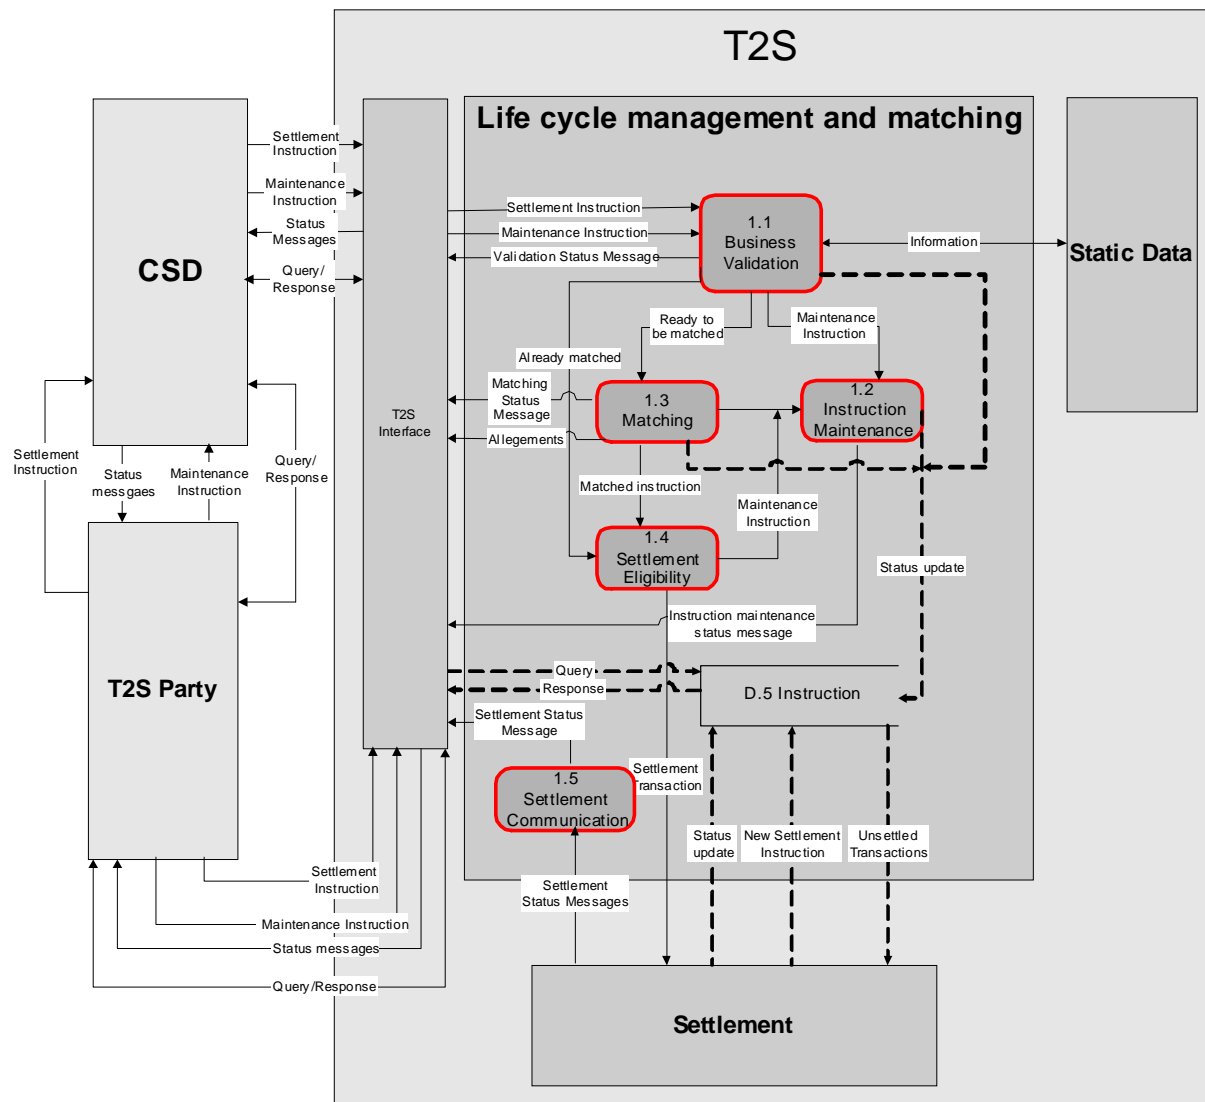 T2S
Life cycle management and matching
CSD
Settlement
Instruction
Maintenance
Instruction
Status
Messages
Query/
Response
Settlement Instruction
Maintenance Instruction
Validation Status Message
1.1
Business
Validation
Information
Static Data
Ready to
be matched
Maintenance
Instruction
Already matched
Matching
Status
Message
Allegements
1.3
Matching
1.2
Instruction
Maintenance
T2S
Interface
Settlement
Instruction
Status
messgaes
Maintenance
Instruction
Query/
Response
Matched instruction
Maintenance
Instruction
1.4
Settlement
Eligibility
Status update
Instruction maintenance
status message
T2S Party
Query
Response
D.5 Instruction
Settlement Status
Message
Settlement
Transaction
1.5
Settlement
Communication
Status
update
New Settlement
Instruction
Unsettled
Transactions
Settlement
Instruction
Settlement
Status Messages
Maintenance Instruction
Status messages
Query/Response
Settlement